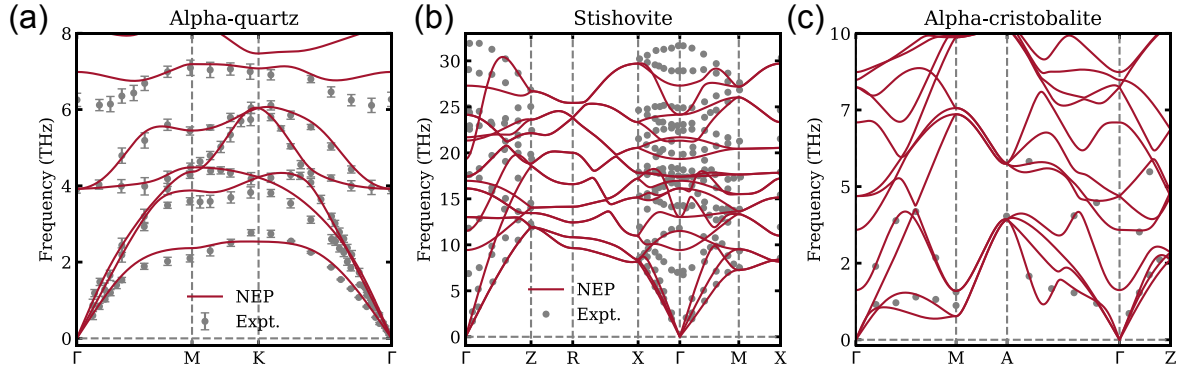 (a) Alpha-quartz
Frequency (THz)
8
6
4
2
0
NEP
Expt.
Γ M K Γ
(b) Stishovite
Frequency (THz)
30
25
20
15
10
5
0
NEP
Expt.
Γ Z R X Γ M X
(c) Alpha-cristobalite
Frequency (THz)
10
7
5
2
0
Γ M A Γ Z